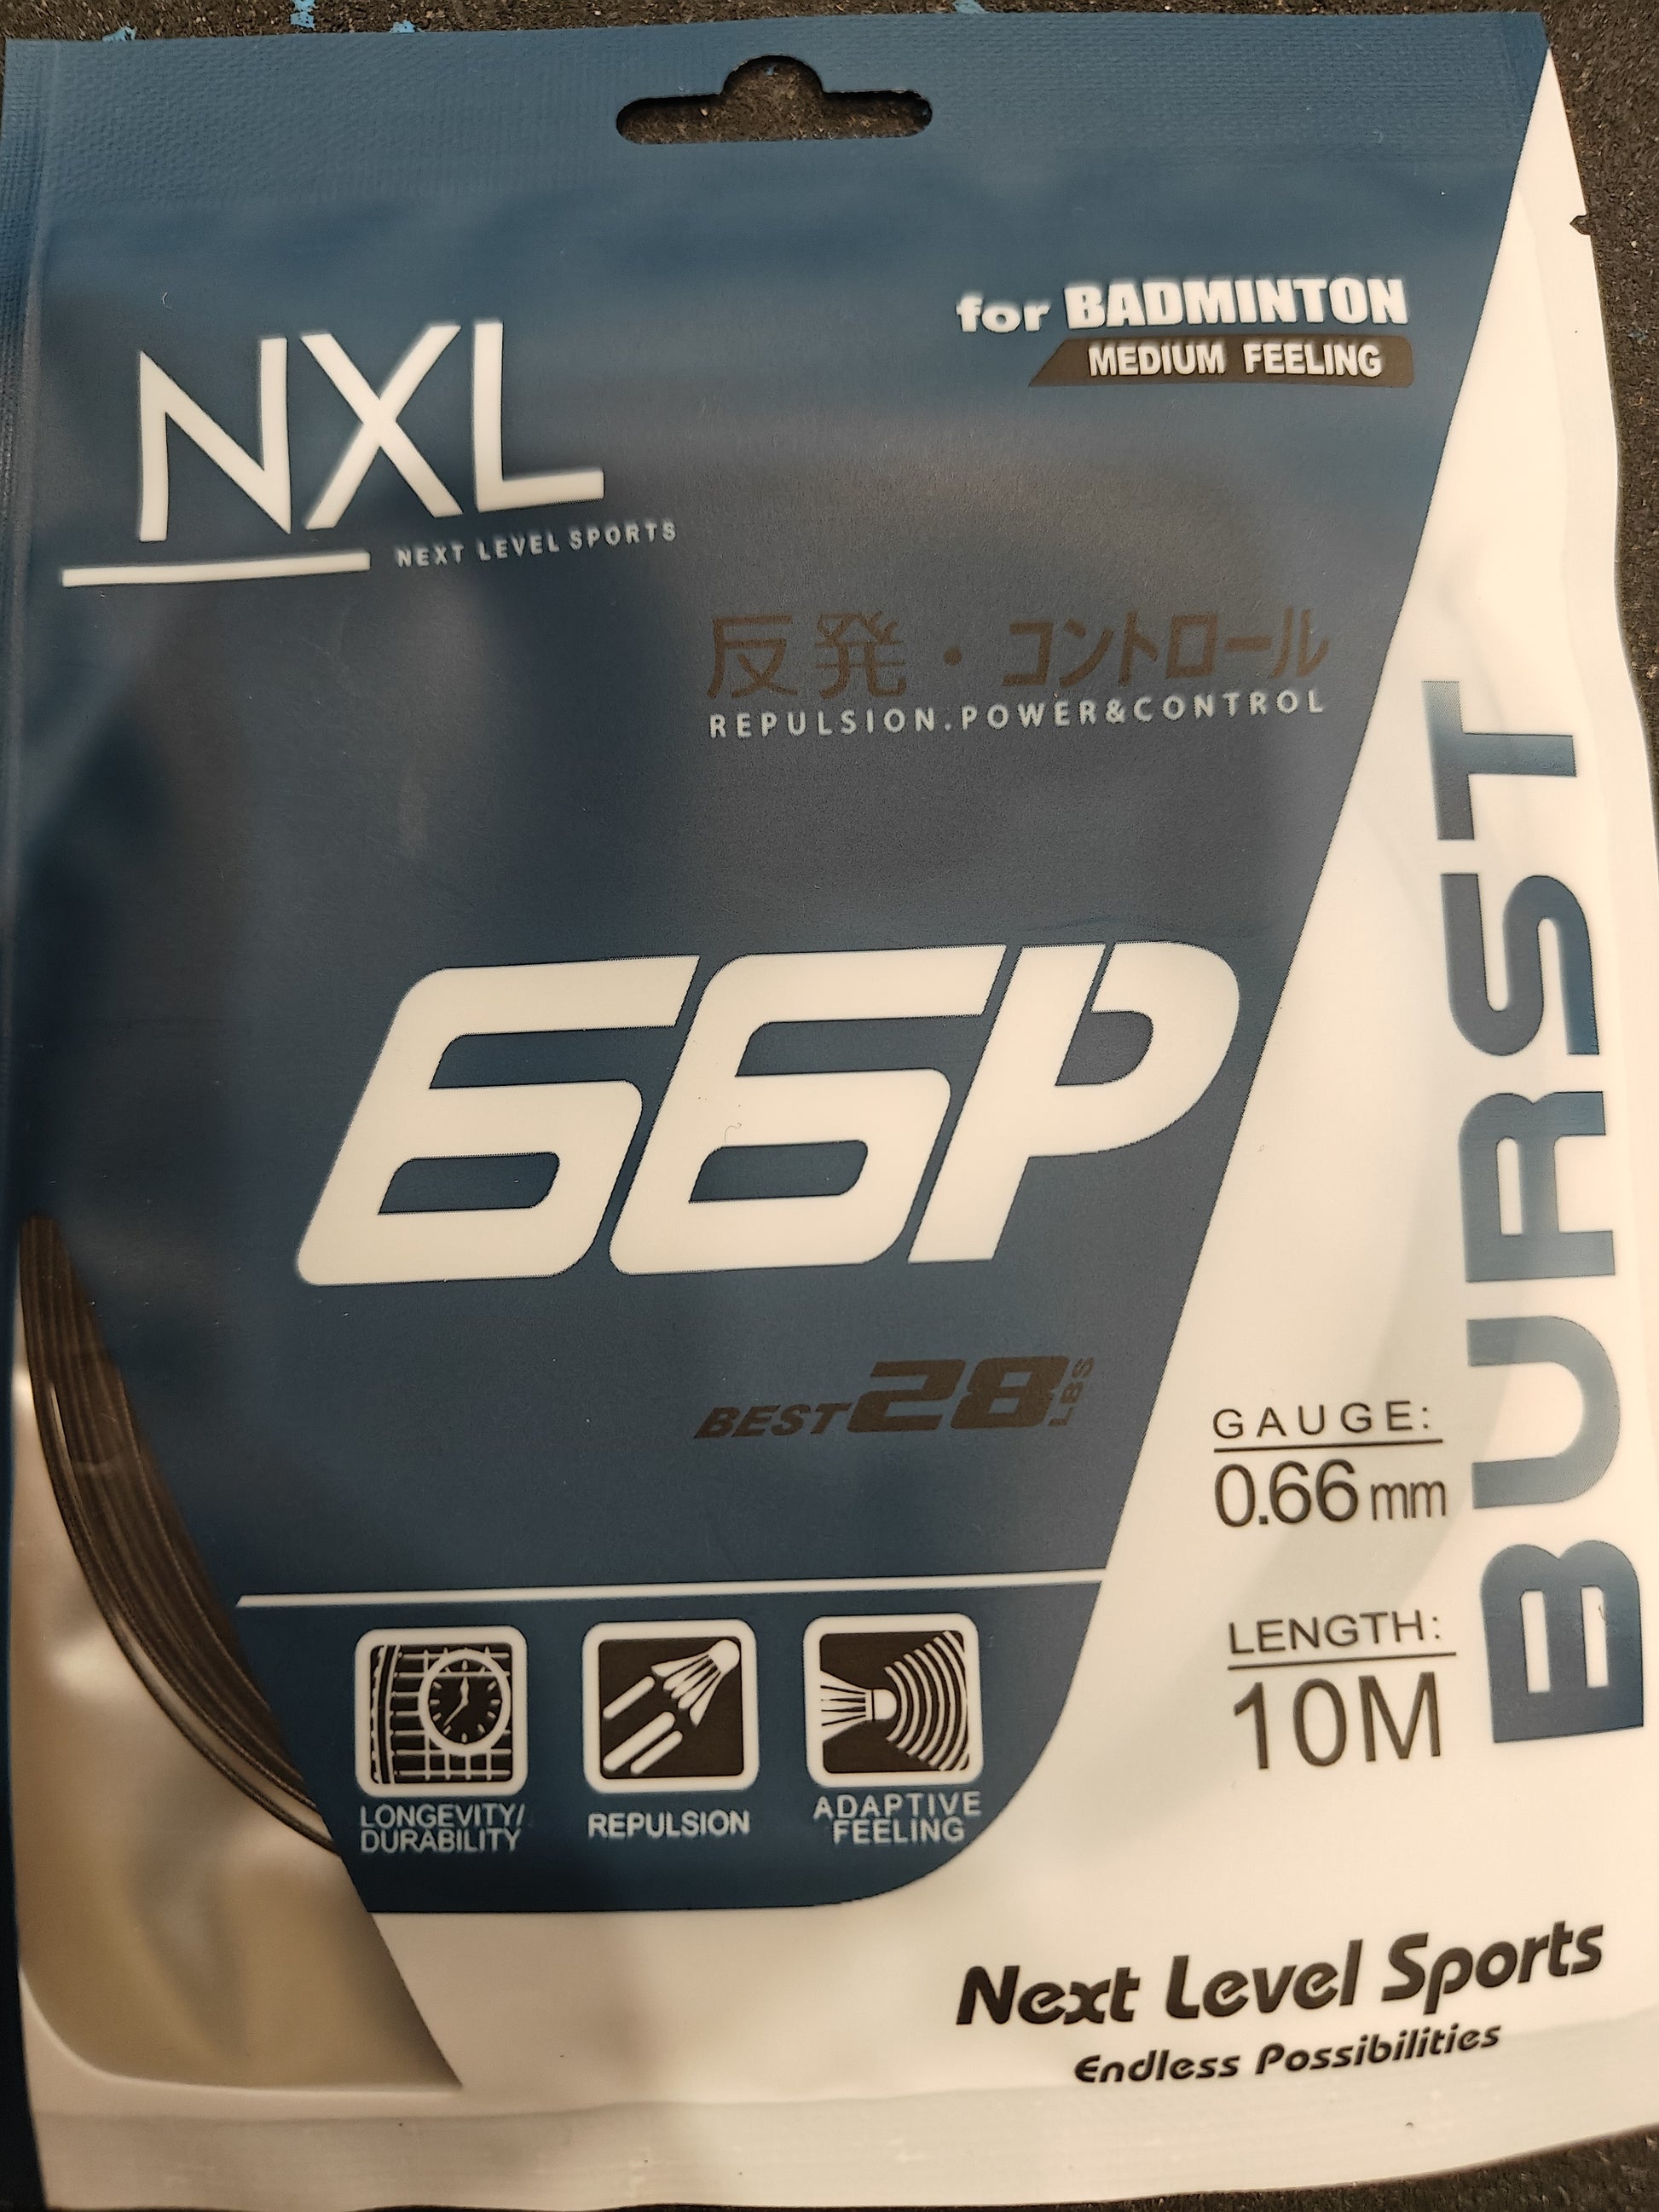 for BADMINTON
MEDIUM FEELING
NXL
NEXT LEVEL SPORTS
反発・コントロール
REPULSION.POWER&CONTROL
66P
BEST 28 LBS
BURST
GAUGE:
0.66mm
LENGTH:
10M
LONGEVITY/
DURABILITY
REPULSION
ADAPTIVE
FEELING
Next Level Sports
Endless Possibilities